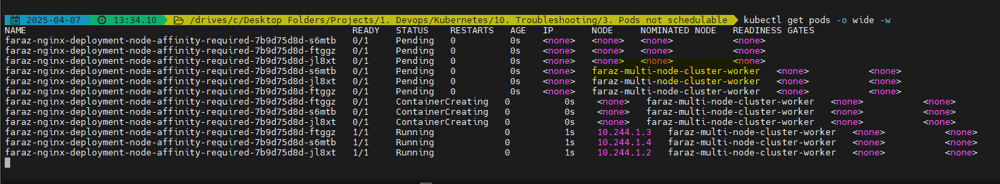 2025-04-07 13:34.10 /drives/c/Desktop Folders/Projects/1. Devops/Kubernetes/10. Troubleshooting/3. Pods not schedulable kubectl get pods -o wide -w
NAME READY STATUS RESTARTS AGE IP NODE NOMINATED NODE READINESS GATES
faraz-nginx-deployment-node-affinity-required-7b9d75d8d-s6mtb 0/1 Pending 0 0s <none> <none> <none> <none>
faraz-nginx-deployment-node-affinity-required-7b9d75d8d-ftggz 0/1 Pending 0 0s <none> <none> <none> <none>
faraz-nginx-deployment-node-affinity-required-7b9d75d8d-jl8xt 0/1 Pending 0 0s <none> <none> <none> <none>
faraz-nginx-deployment-node-affinity-required-7b9d75d8d-s6mtb 0/1 Pending 0 0s <none> faraz-multi-node-cluster-worker <none> <none>
faraz-nginx-deployment-node-affinity-required-7b9d75d8d-jl8xt 0/1 Pending 0 0s <none> faraz-multi-node-cluster-worker <none> <none>
faraz-nginx-deployment-node-affinity-required-7b9d75d8d-ftggz 0/1 Pending 0 0s <none> faraz-multi-node-cluster-worker <none> <none>
faraz-nginx-deployment-node-affinity-required-7b9d75d8d-ftggz 0/1 ContainerCreating 0 0s <none> faraz-multi-node-cluster-worker <none> <none>
faraz-nginx-deployment-node-affinity-required-7b9d75d8d-s6mtb 0/1 ContainerCreating 0 0s <none> faraz-multi-node-cluster-worker <none> <none>
faraz-nginx-deployment-node-affinity-required-7b9d75d8d-jl8xt 0/1 ContainerCreating 0 0s <none> faraz-multi-node-cluster-worker <none> <none>
faraz-nginx-deployment-node-affinity-required-7b9d75d8d-ftggz 1/1 Running 0 1s 10.244.1.3 faraz-multi-node-cluster-worker <none> <none>
faraz-nginx-deployment-node-affinity-required-7b9d75d8d-s6mtb 1/1 Running 0 1s 10.244.1.4 faraz-multi-node-cluster-worker <none> <none>
faraz-nginx-deployment-node-affinity-required-7b9d75d8d-jl8xt 1/1 Running 0 1s 10.244.1.2 faraz-multi-node-cluster-worker <none> <none>